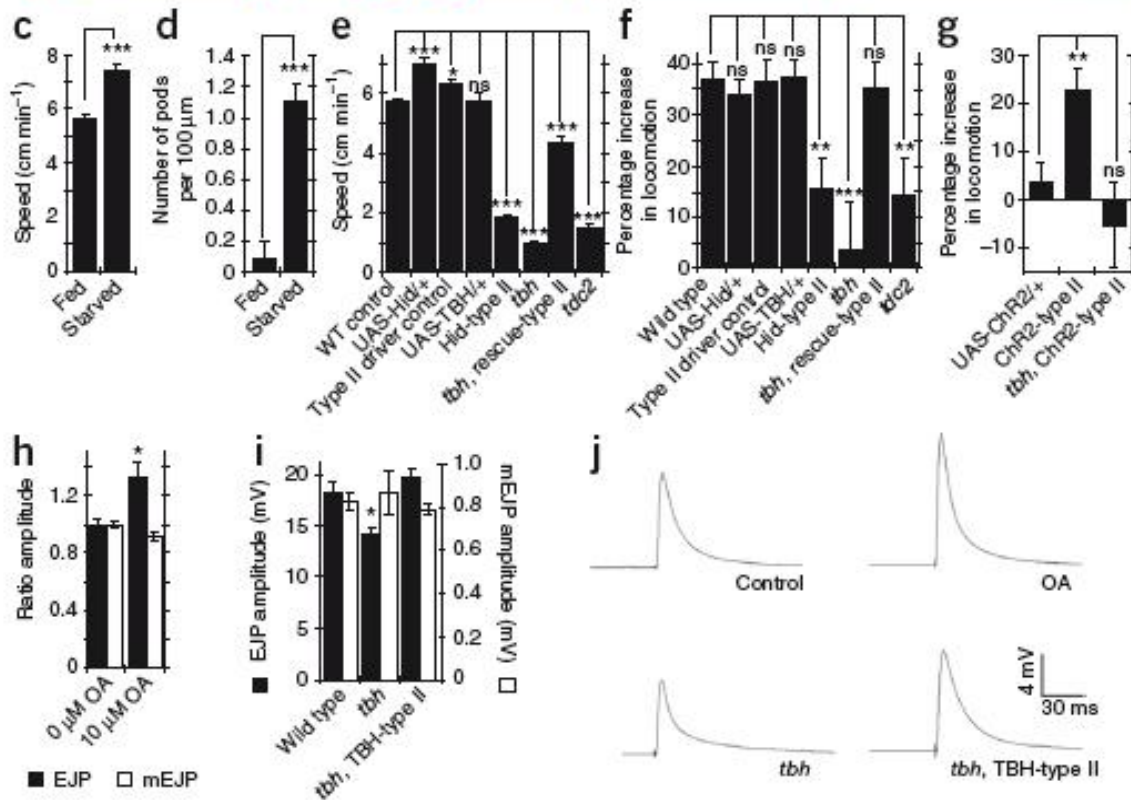 c
***
Speed (cm min⁻¹)
8
6
4
2
0
Fed
Starved
d
***
Number of pods
per 100 µm
1.4
1.2
1.0
0.8
0.6
0.4
0.2
0
Fed
Starved
e
***
*
ns
***
***
***
***
Speed (cm min⁻¹)
6
4
2
0
WT control
UAS-Hid/+
Type II driver control
UAS-TBH/+
Hid-type II
tbh
tbh, rescue-type II
tdc2
f
ns
ns
ns
**
***
ns
**
Percentage increase
in locomotion
40
30
20
10
0
Wild type
UAS-Hid/+
Type II driver control
UAS-TBH/+
Hid-type II
tbh
tbh, rescue-type II
tdc2
g
**
ns
Percentage increase
in locomotion
30
20
10
0
–10
UAS-ChR2/+
ChR2-type II
tbh, ChR2-type II
h
*
Ratio amplitude
1.2
0.8
0.4
0
0 µM OA
10 µM OA
EJP
mEJP
i
*
EJP amplitude (mV)
20
15
10
5
0
mEJP amplitude
(mV)
1.0
0.8
0.6
0.4
0.2
0
Wild type
tbh
tbh, TBH-type II
j
Control
OA
4 mV
30 ms
tbh
tbh, TBH-type II